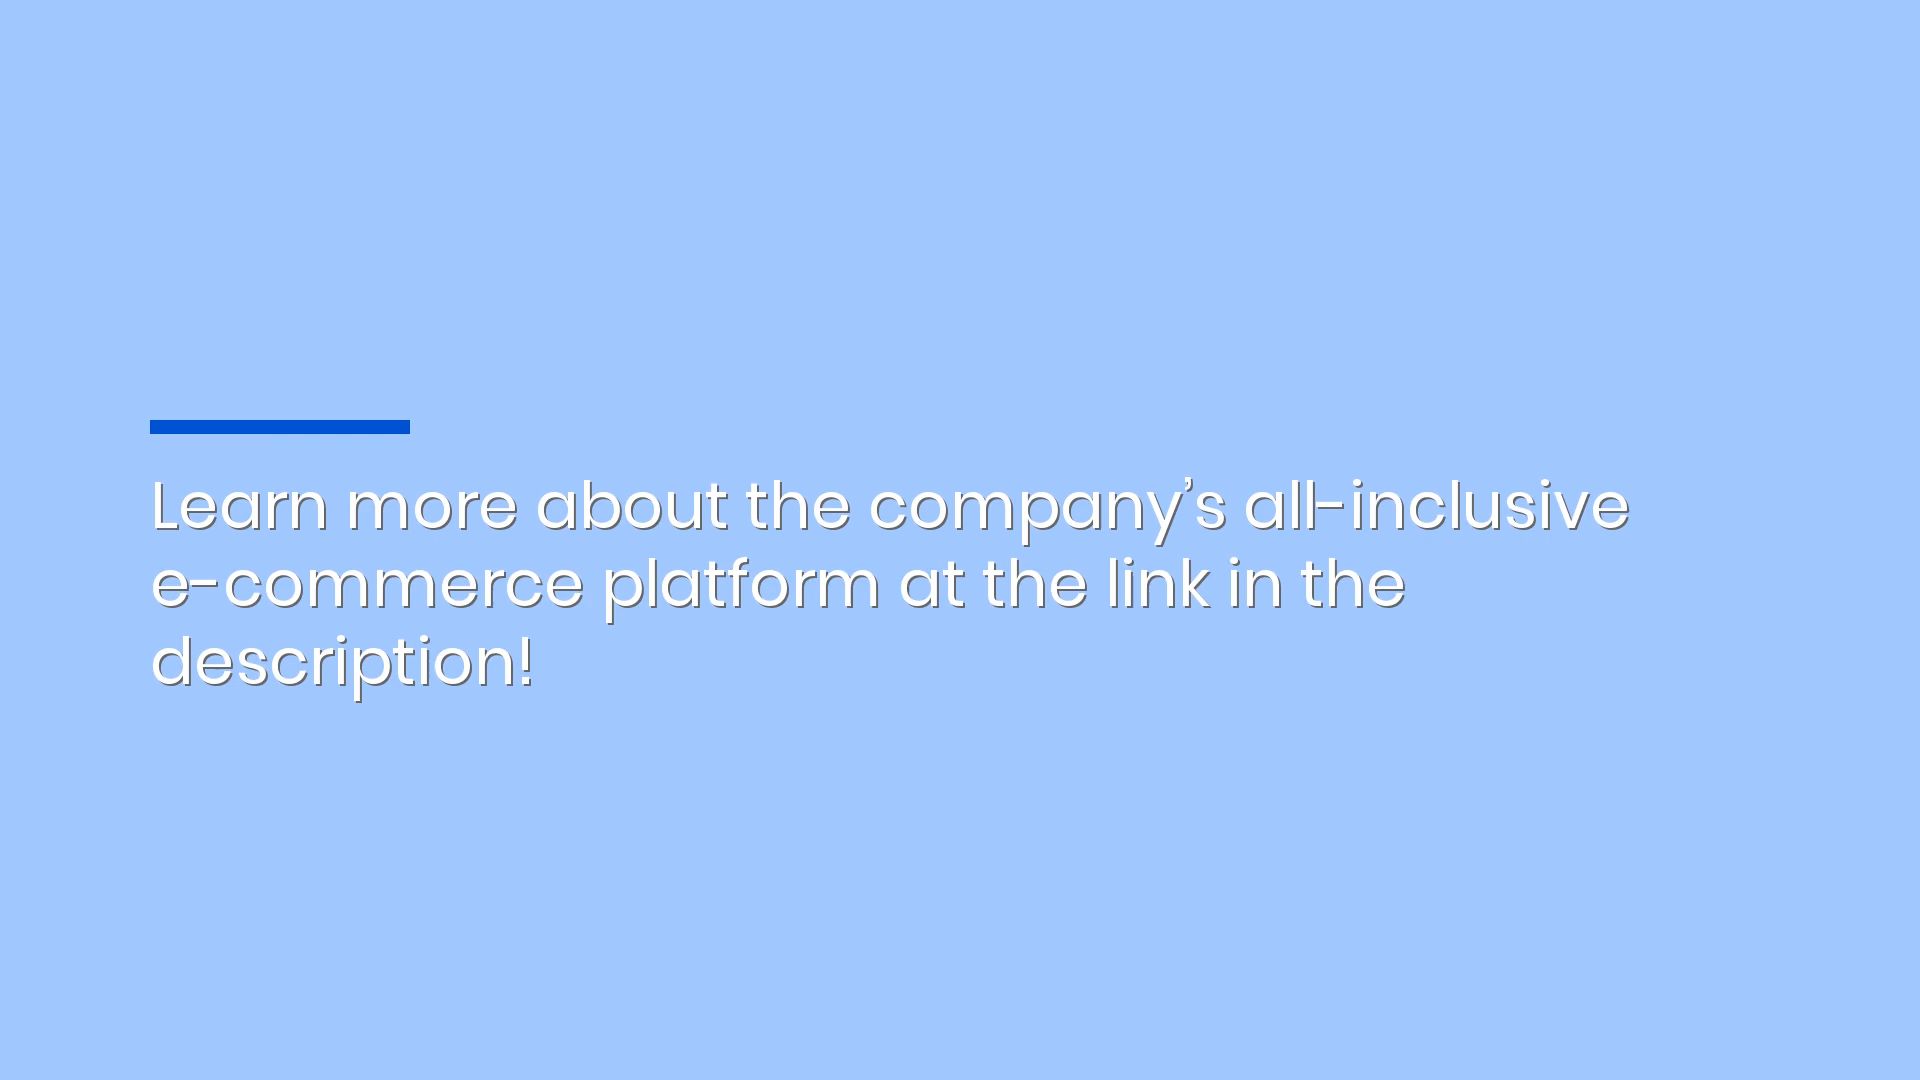 Learn more about the company’s all-inclusive
e-commerce platform at the link in the
description!